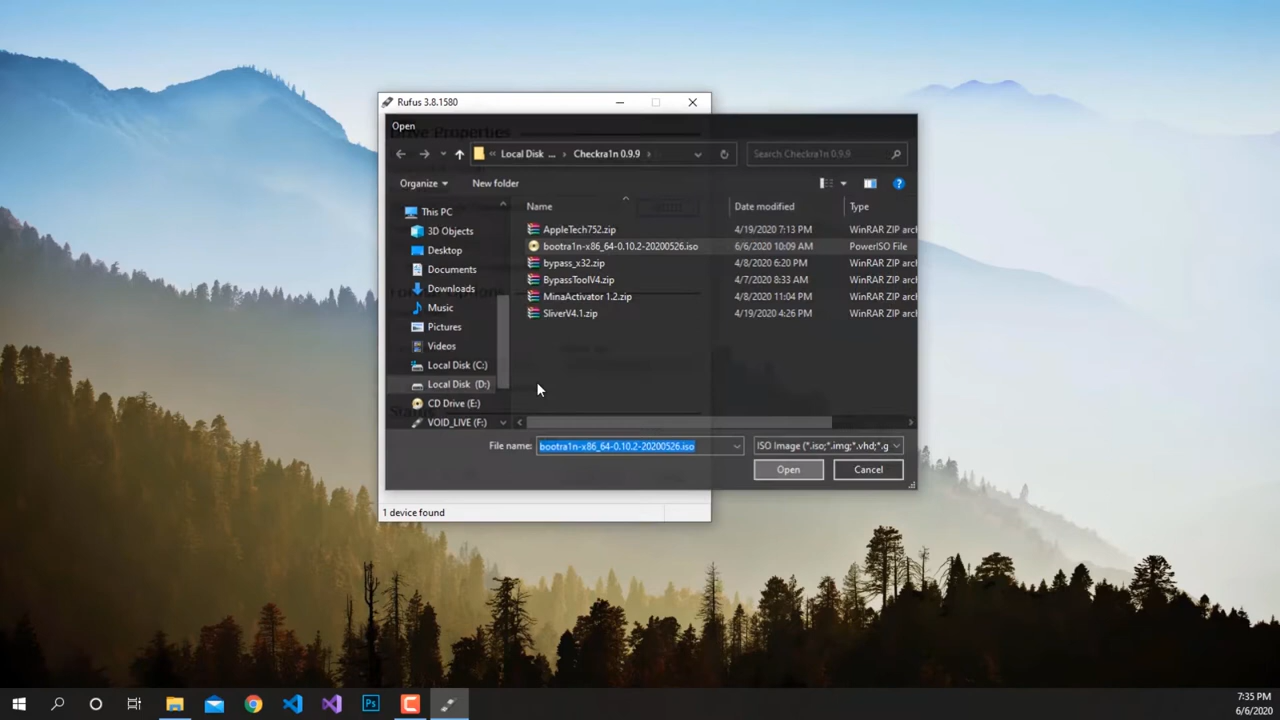 Rufus 3.8.1580
Open
Drive Properties
Local Disk ... › Checkra1n 0.9.9 ›
Search Checkra1n 0.9.9
Organize
New folder
Name
Date modified
Type
This PC
3D Objects
Desktop
Documents
Downloads
Music
Pictures
Videos
Local Disk (C:)
Local Disk (D:)
CD Drive (E:)
VOID_LIVE (F:)
AppleTech752.zip 4/19/2020 7:13 PM WinRAR ZIP arch
bootra1n-x86_64-0.10.2-20200526.iso 6/6/2020 10:09 AM PowerISO File
bypass_x32.zip 4/8/2020 6:20 PM WinRAR ZIP arch
BypassToolV4.zip 4/7/2020 8:33 AM WinRAR ZIP arch
MinaActivator 1.2.zip 4/8/2020 11:04 PM WinRAR ZIP arch
SliverV4.1.zip 4/19/2020 4:26 PM WinRAR ZIP arch
File name:
bootra1n-x86_64-0.10.2-20200526.iso
ISO Image (*.iso;*.img;*.vhd;*.g
Open
Cancel
1 device found
Ps
7:35 PM
6/6/2020